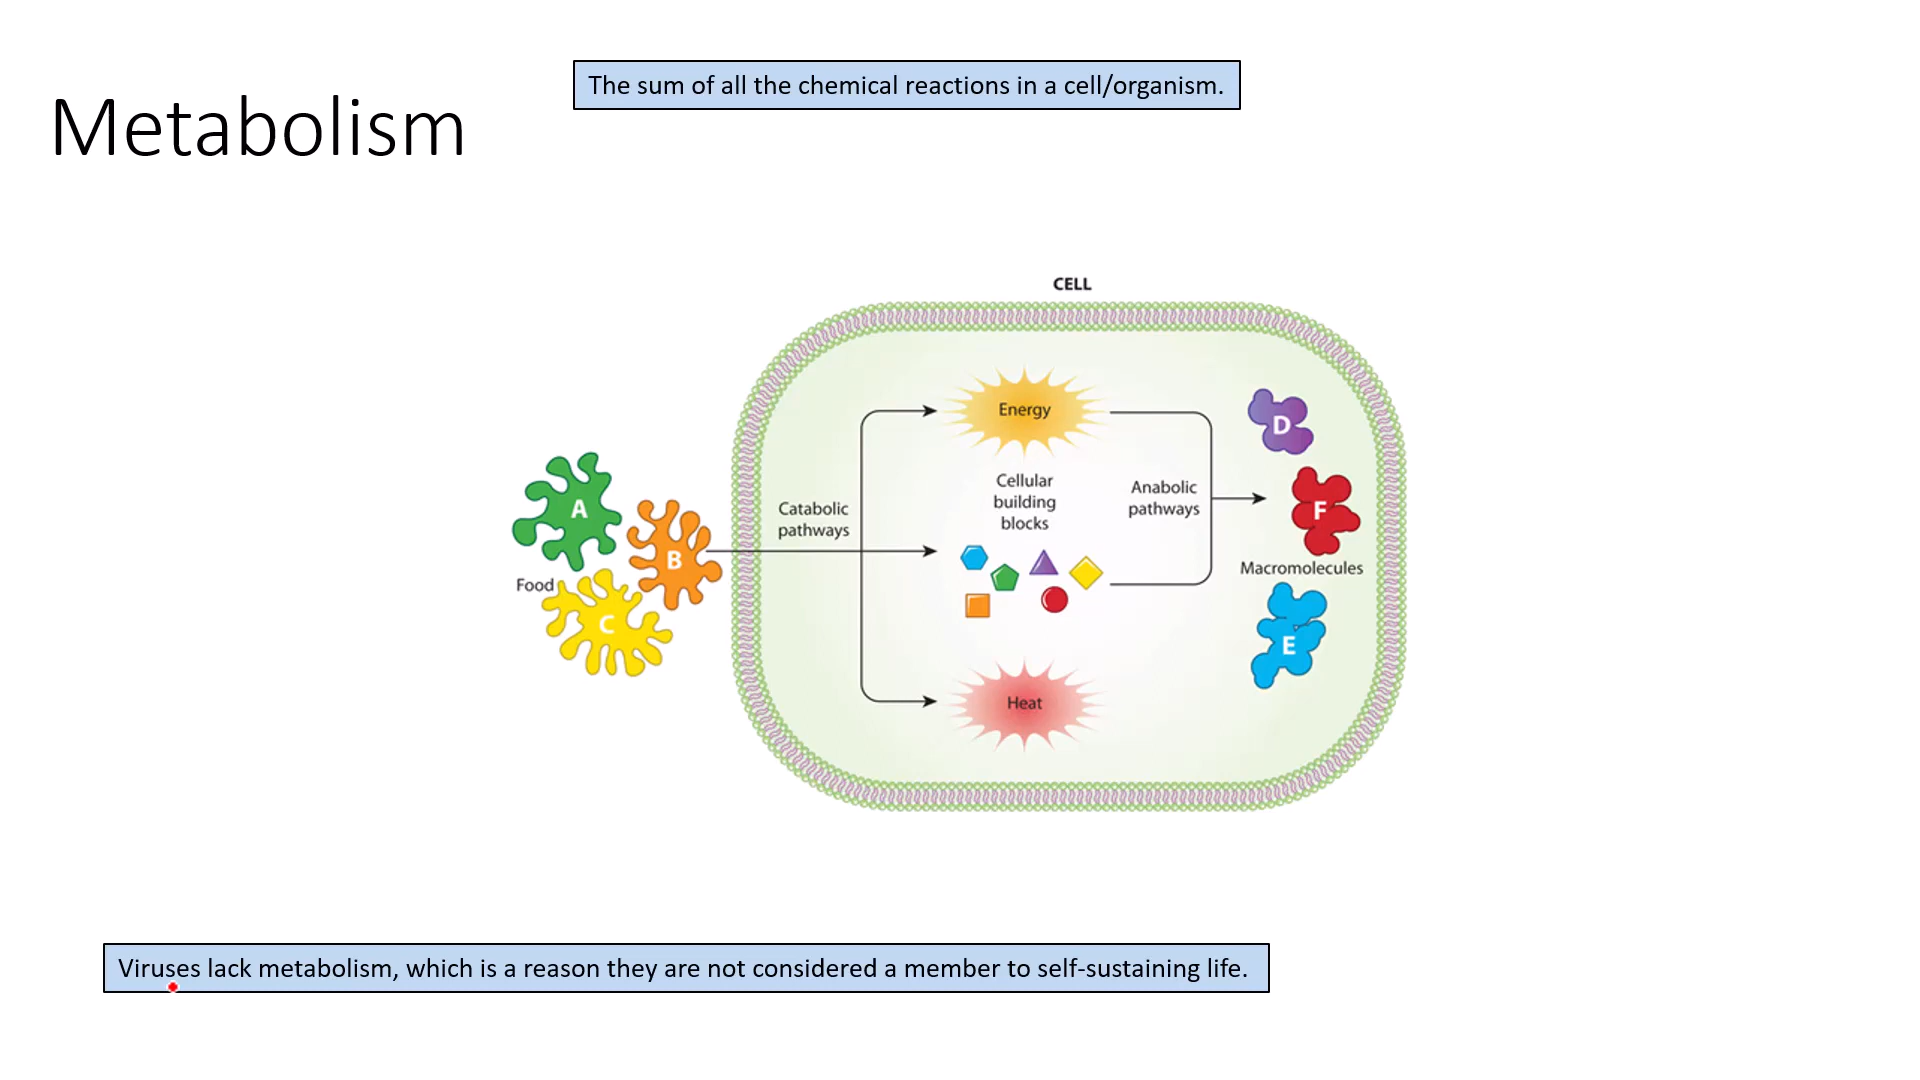 The sum of all the chemical reactions in a cell/organism.
Metabolism
CELL
Energy
D
Cellular
building
blocks
Anabolic
pathways
Catabolic
pathways
A
F
B
Food
Macromolecules
C
E
Heat
Viruses lack metabolism, which is a reason they are not considered a member to self-sustaining life.